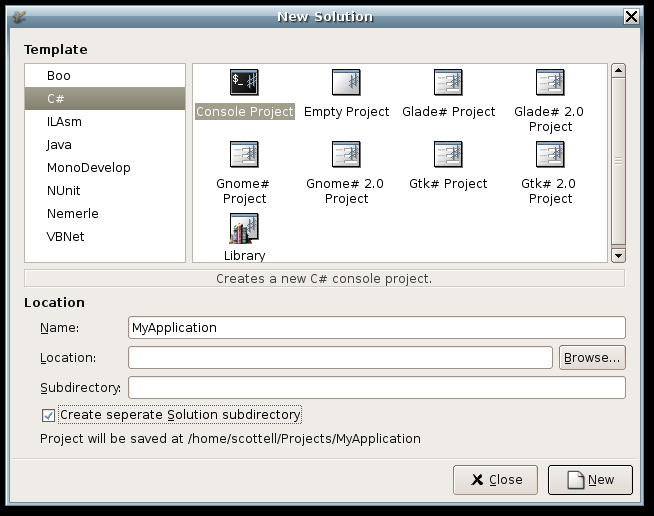 New Solution
Template
Boo
C#
ILAsm
Java
MonoDevelop
NUnit
Nemerle
VBNet
Console Project
Empty Project
Glade# Project
Glade# 2.0
Project
Gnome#
Project
Gnome# 2.0
Project
Gtk# Project
Gtk# 2.0
Project
Library
Creates a new C# console project.
Location
Name:
MyApplication
Location:
Browse...
Subdirectory:
Create seperate Solution subdirectory
Project will be saved at /home/scottell/Projects/MyApplication
Close
New